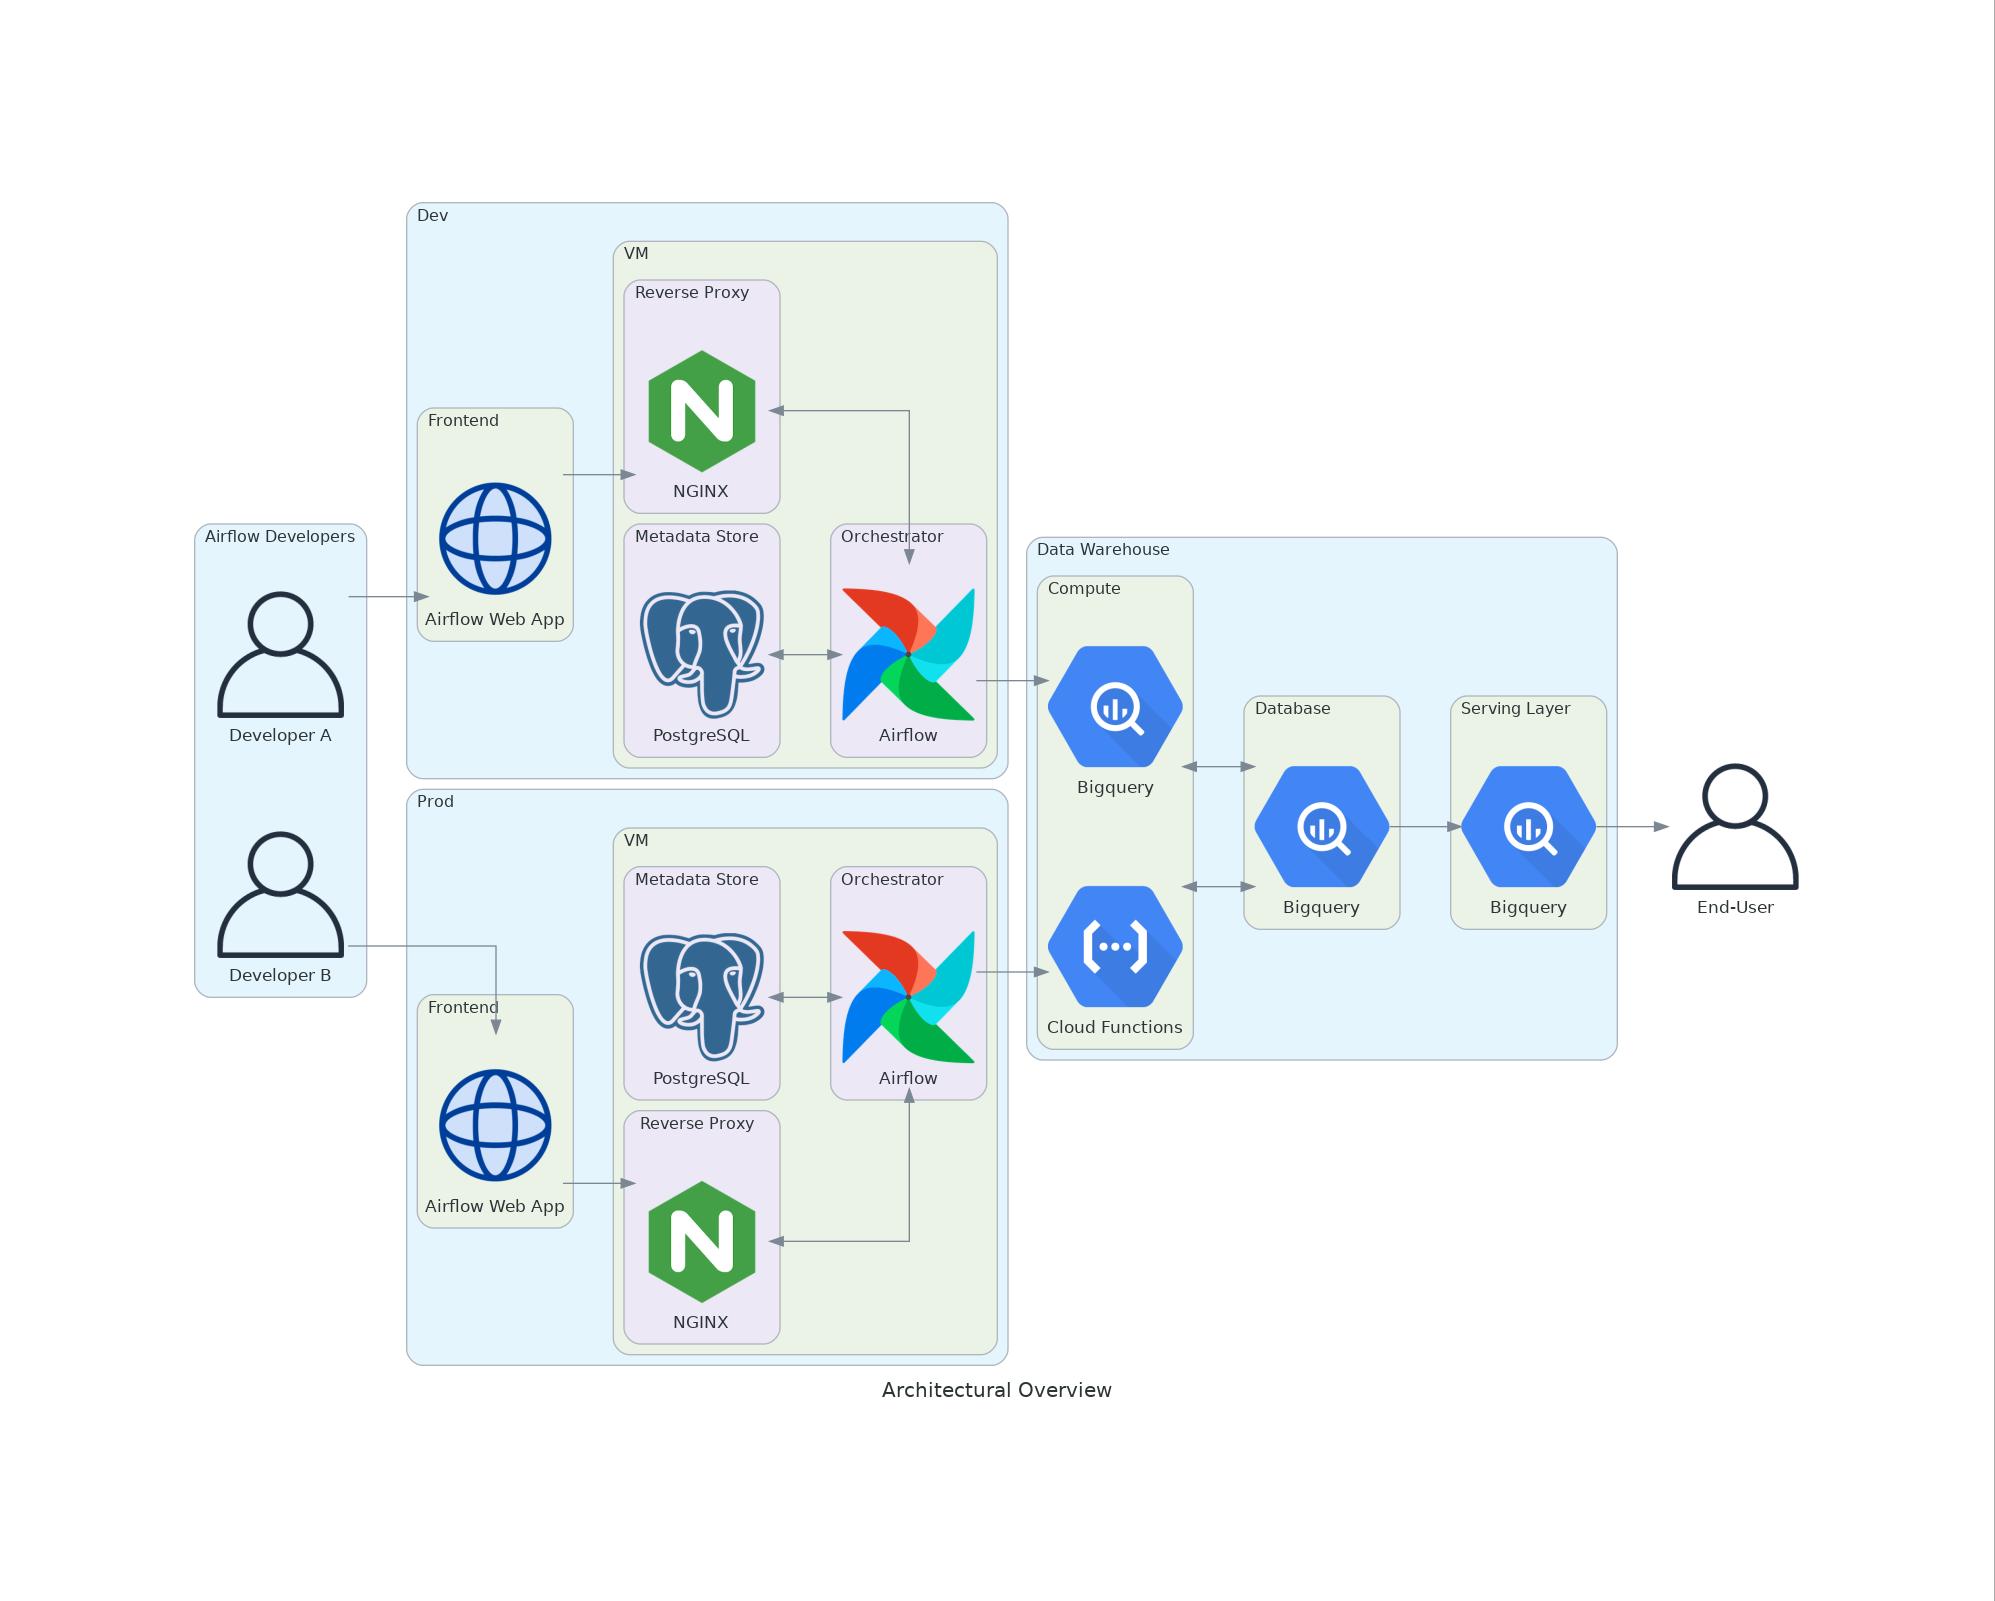 Dev
VM
Reverse Proxy
NGINX
Frontend
Airflow Web App
Metadata Store
PostgreSQL
Orchestrator
Airflow
Airflow Developers
Developer A
Developer B
Prod
VM
Metadata Store
PostgreSQL
Orchestrator
Airflow
Frontend
Airflow Web App
Reverse Proxy
NGINX
Data Warehouse
Compute
Bigquery
Cloud Functions
Database
Bigquery
Serving Layer
Bigquery
End-User
Architectural Overview